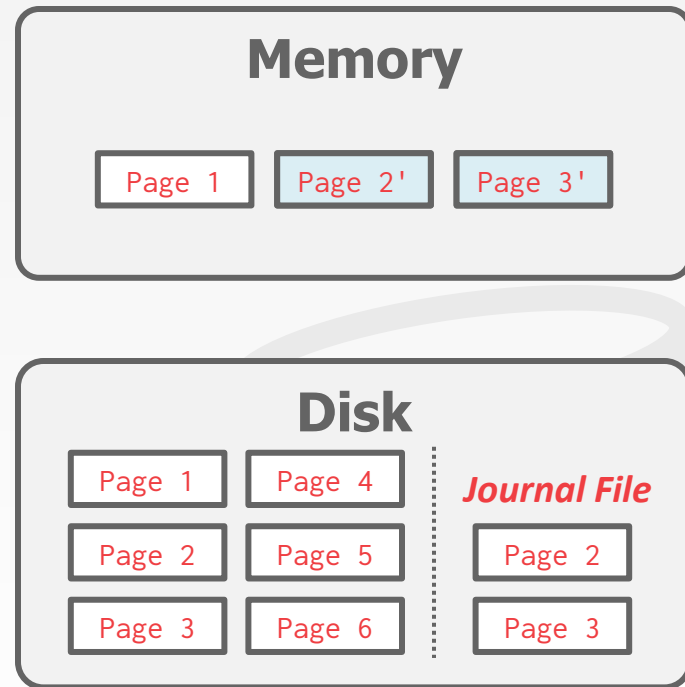 Memory
Page 1 Page 2' Page 3'
Disk
Page 1 Page 4
Journal File
Page 2 Page 5 Page 2
Page 3 Page 6 Page 3